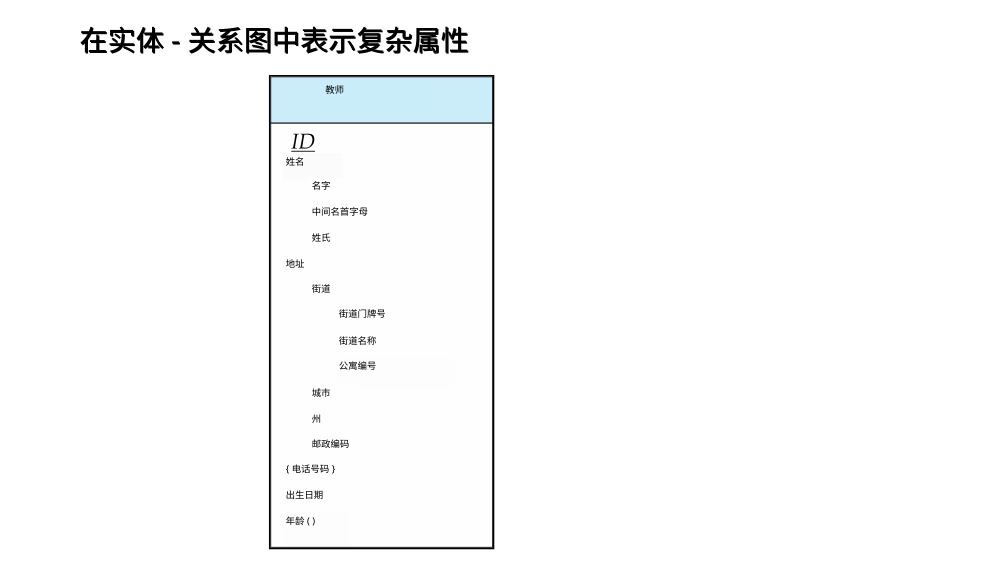 在实体 - 关系图中表示复杂属性
教师
ID
姓名
名字
中间名首字母
姓氏
地址
街道
街道门牌号
街道名称
公寓编号
城市
州
邮政编码
{ 电话号码 }
出生日期
年龄 ( )